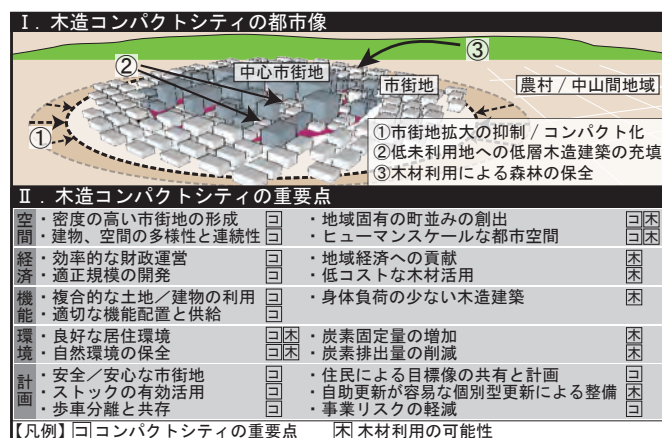 Ⅰ．木造コンパクトシティの都市像
③
②
中心市街地
市街地
農村／中山間地域
①
①市街地拡大の抑制／コンパクト化
②低未利用地への低層木造建築の充填
③木材利用による森林の保全
Ⅱ．木造コンパクトシティの重要点
空間
・密度の高い市街地の形成 コ ・地域固有の町並みの創出 コ木
・建物、空間の多様性と連続性 コ ・ヒューマンスケールな都市空間 コ木
経済
・効率的な財政運営 コ ・地域経済への貢献 木
・適正規模の開発 コ ・低コストな木材活用 木
機能
・複合的な土地／建物の利用 コ ・身体負荷の少ない木造建築 木
・適切な機能配置と供給 コ
環境
・良好な居住環境 コ木 ・炭素固定量の増加 木
・自然環境の保全 コ木 ・炭素排出量の削減 木
計画
・安全／安心な市街地 コ ・住民による目標像の共有と計画 コ
・ストックの有効活用 コ ・自助更新が容易な個別型更新による整備 木
・歩車分離と共存 コ ・事業リスクの軽減 コ
【凡例】コ コンパクトシティの重要点 木 木材利用の可能性